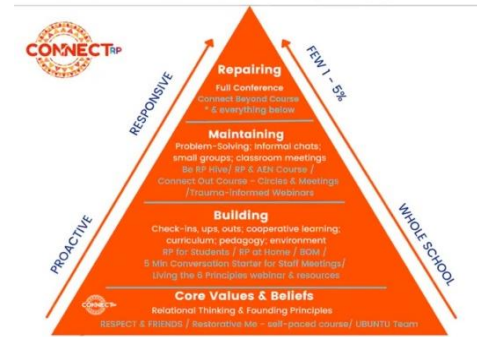 CONNECT RP
RESPONSIVE
FEW 1 - 5%
Repairing
Full Conference
Connect Beyond Course
* & everything below
Maintaining
Problem-Solving; informal chats;
small groups; classroom meetings
Be RP Hive/ RP & AEN Course /
Connect Out Course - Circles & Meetings
/Trauma-Informed Webinars
PROACTIVE
WHOLE SCHOOL
Building
Check-ins, ups, outs; cooperative learning;
curriculum; pedagogy; environment
RP for Students / RP at Home / BOM /
5 Min Conversation Starter for Staff Meetings/
Living the 6 Principles webinar & resources
CONNECT RP
Core Values & Beliefs
Relational Thinking & Founding Principles
RESPECT & FRIENDS / Restorative Me - self-paced course/ UBUNTU Team